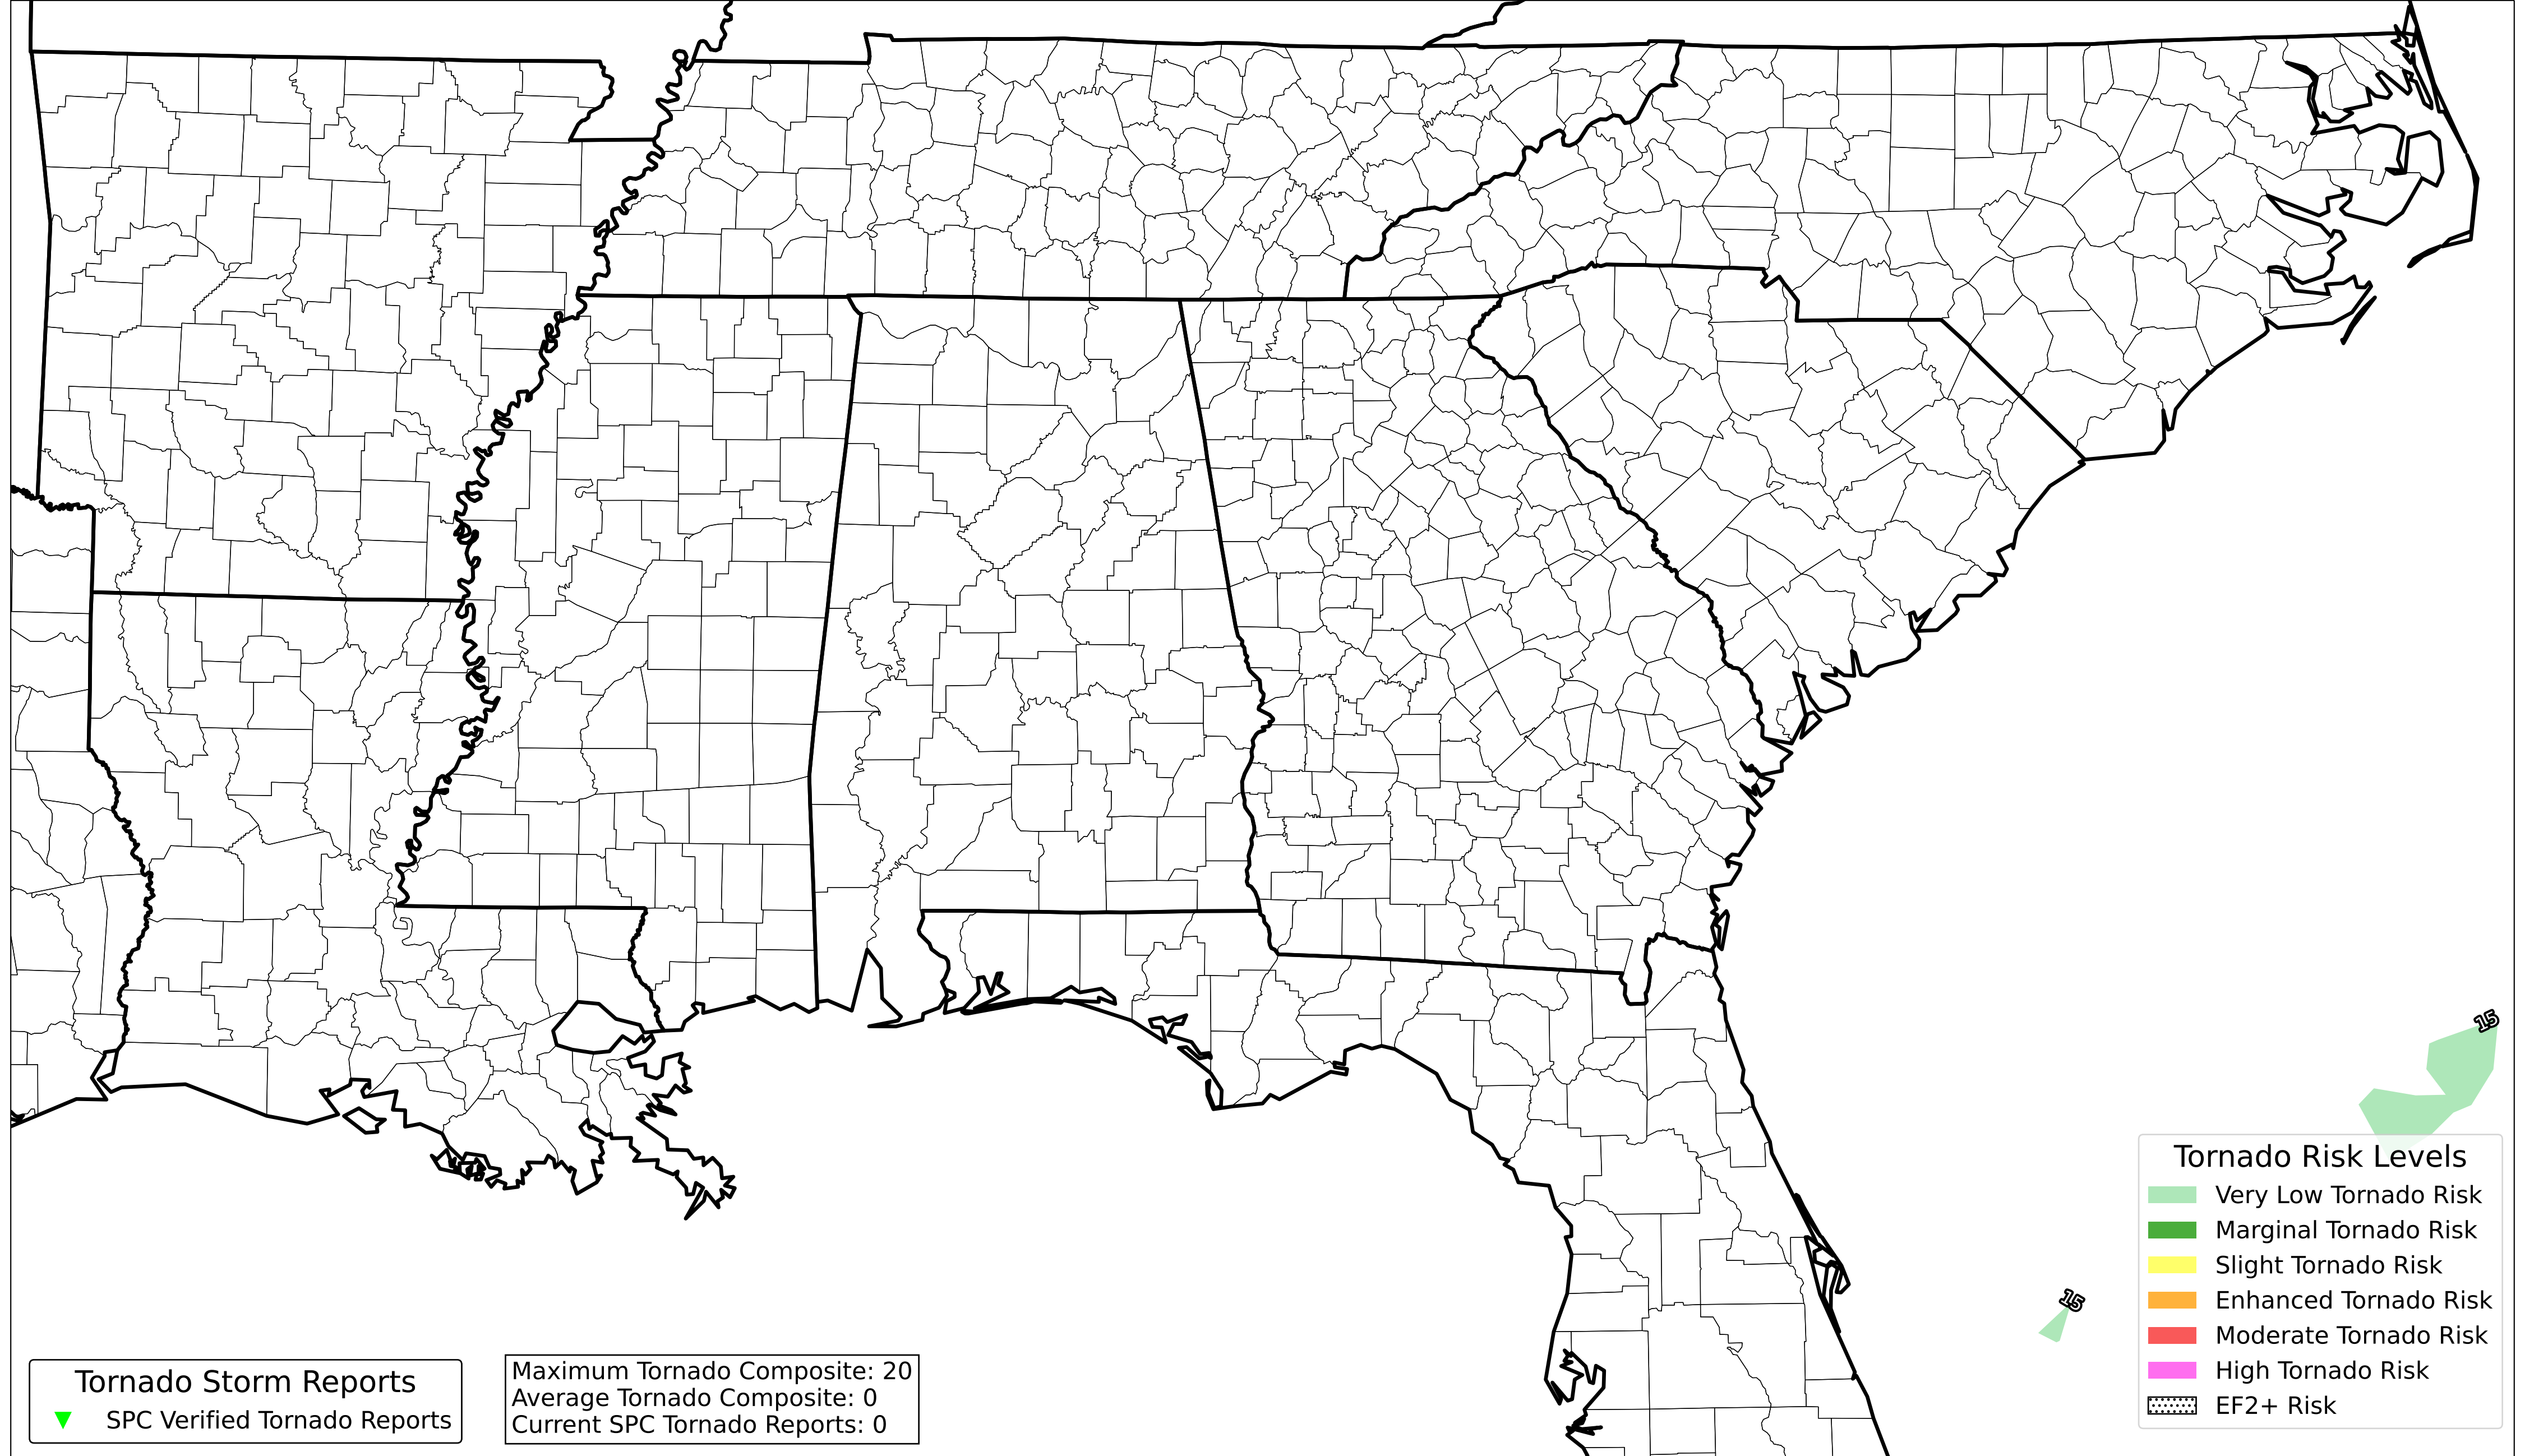 15
15
Tornado Risk Levels
Very Low Tornado Risk
Marginal Tornado Risk
Slight Tornado Risk
Enhanced Tornado Risk
Moderate Tornado Risk
High Tornado Risk
EF2+ Risk
Tornado Storm Reports
SPC Verified Tornado Reports
Maximum Tornado Composite: 20
Average Tornado Composite: 0
Current SPC Tornado Reports: 0